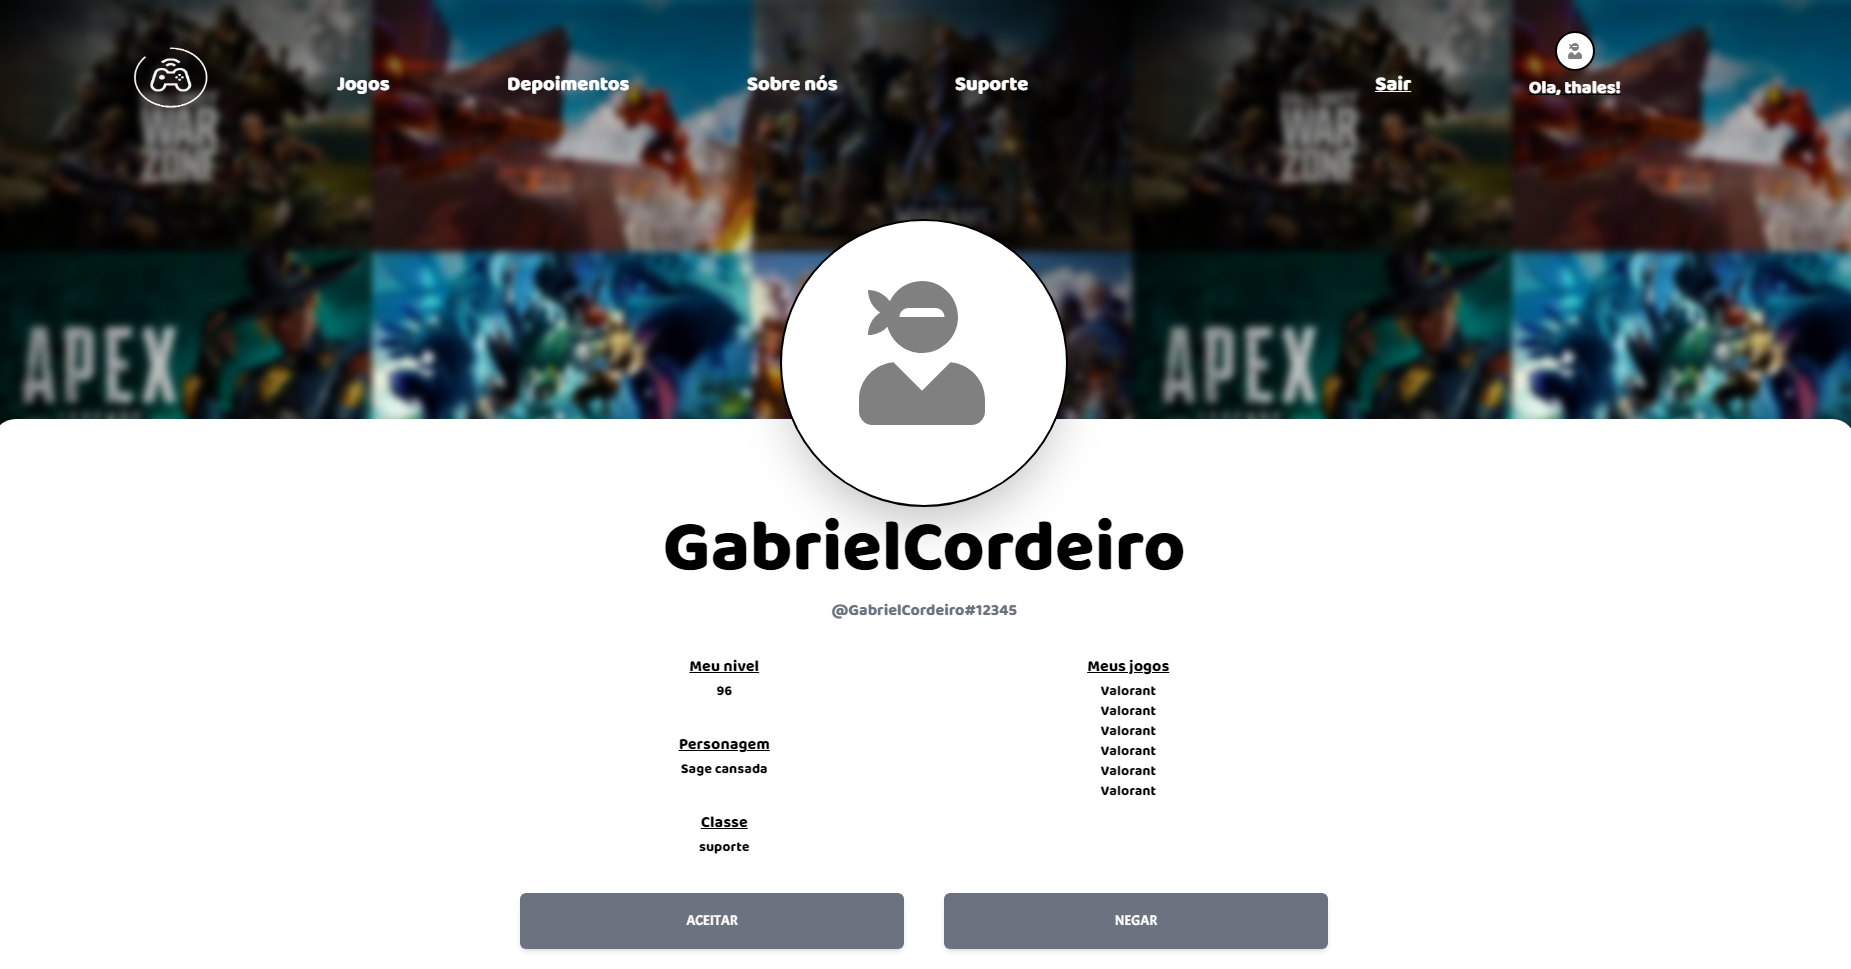 Jogos Depoimentos Sobre nós Suporte Sair Ola, thales!
WAR
ZONE
WAR
ZONE
APEX
APEX
GabrielCordeiro
@GabrielCordeiro#12345
Meu nivel
96
Personagem
Sage cansada
Classe
suporte
Meus jogos
Valorant
Valorant
Valorant
Valorant
Valorant
Valorant
ACEITAR
NEGAR